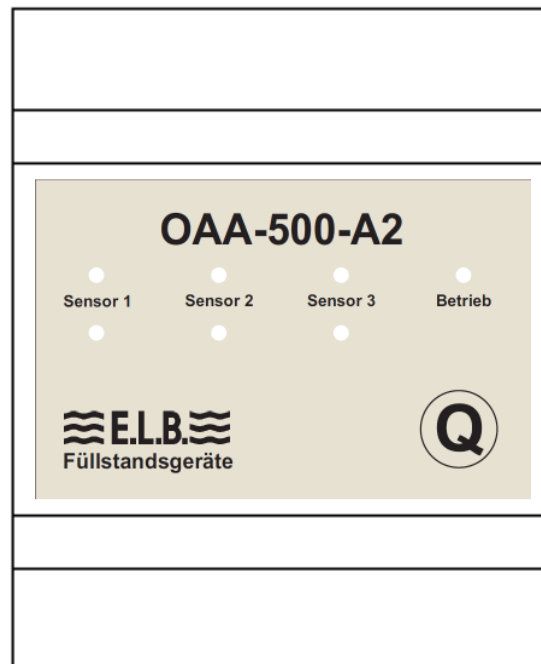 OAA-500-A2
Sensor 1 Sensor 2 Sensor 3 Betrieb
E.L.B.
Füllstandsgeräte
Q